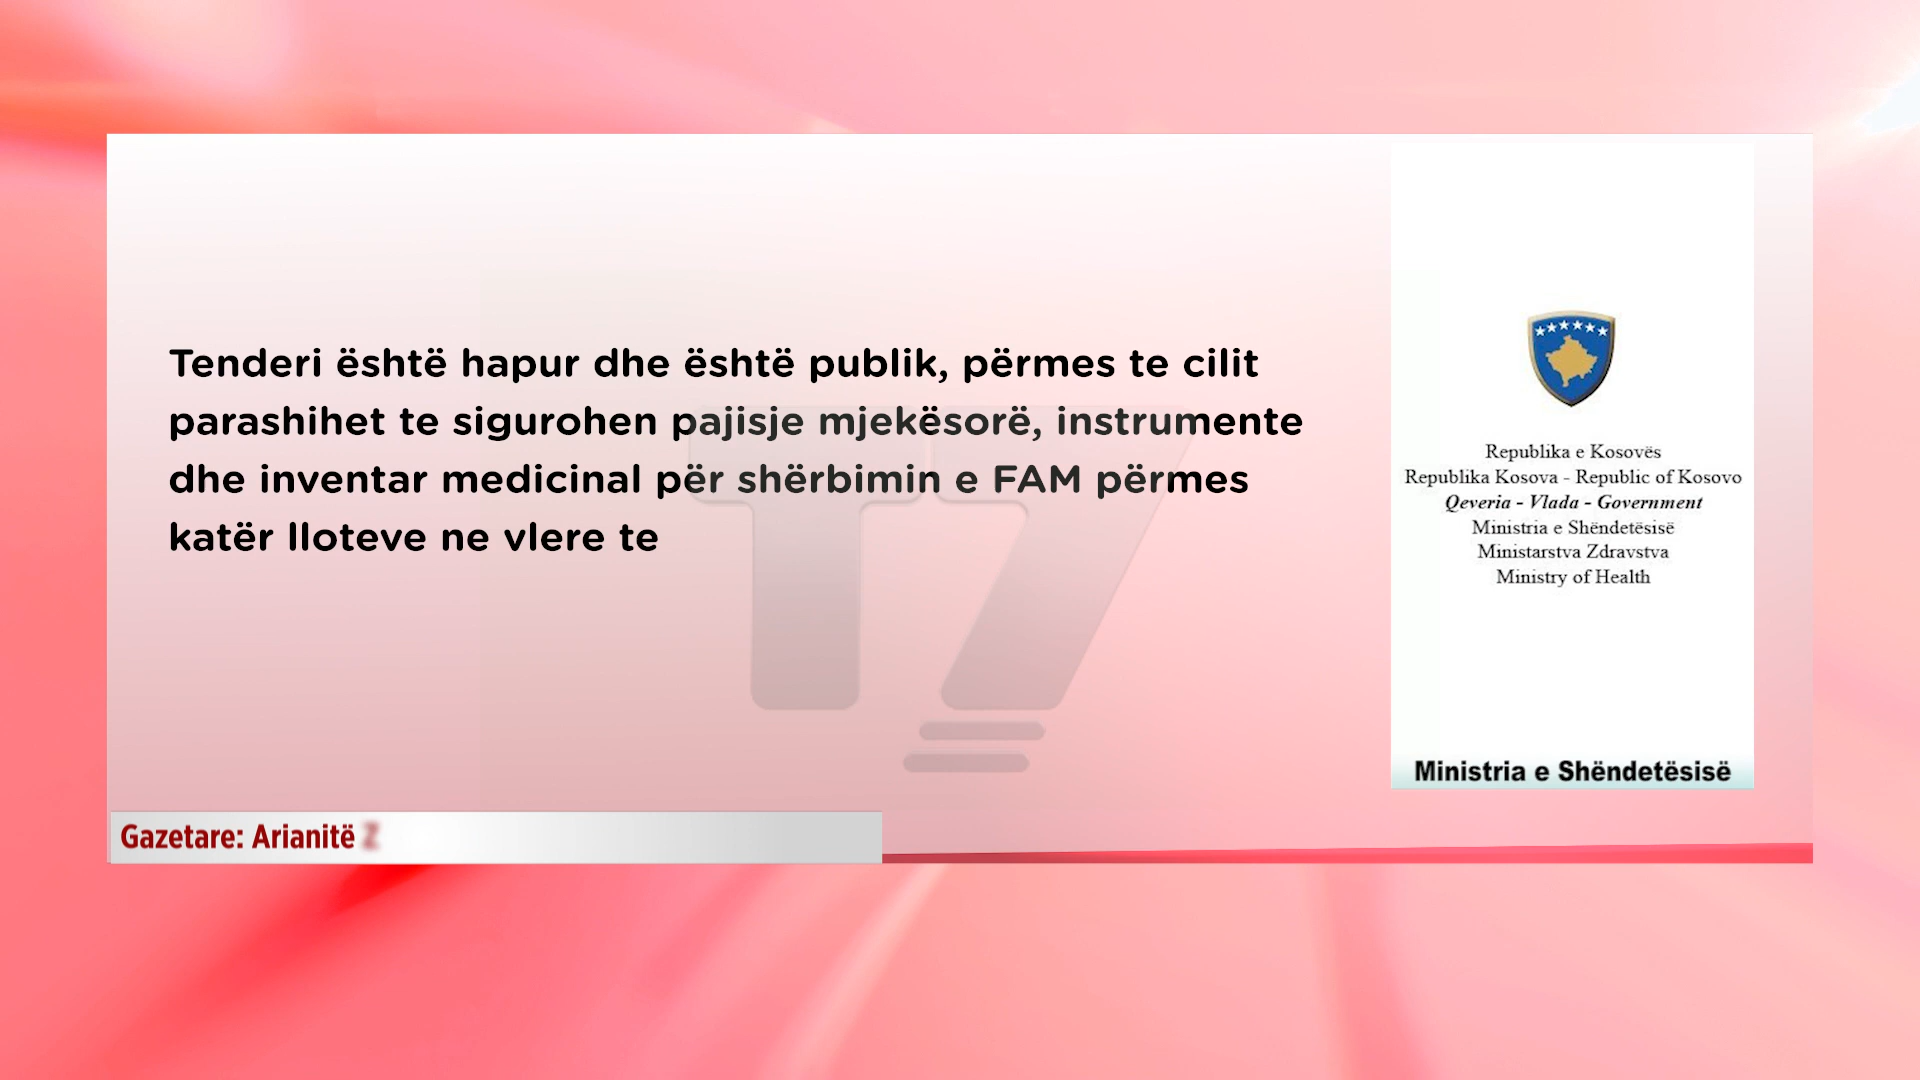 Tenderi është hapur dhe është publik, përmes te cilit
parashihet te sigurohen pajisje mjekësorë, instrumente
dhe inventar medicinal për shërbimin e FAM përmes
katër lloteve ne vlere te
T7
Republika e Kosovës
Republika Kosova - Republic of Kosovo
Qeveria - Vlada - Government
Ministria e Shëndetësisë
Ministarstva Zdravstva
Ministry of Health
Ministria e Shëndetësisë
Gazetare: Arianitë